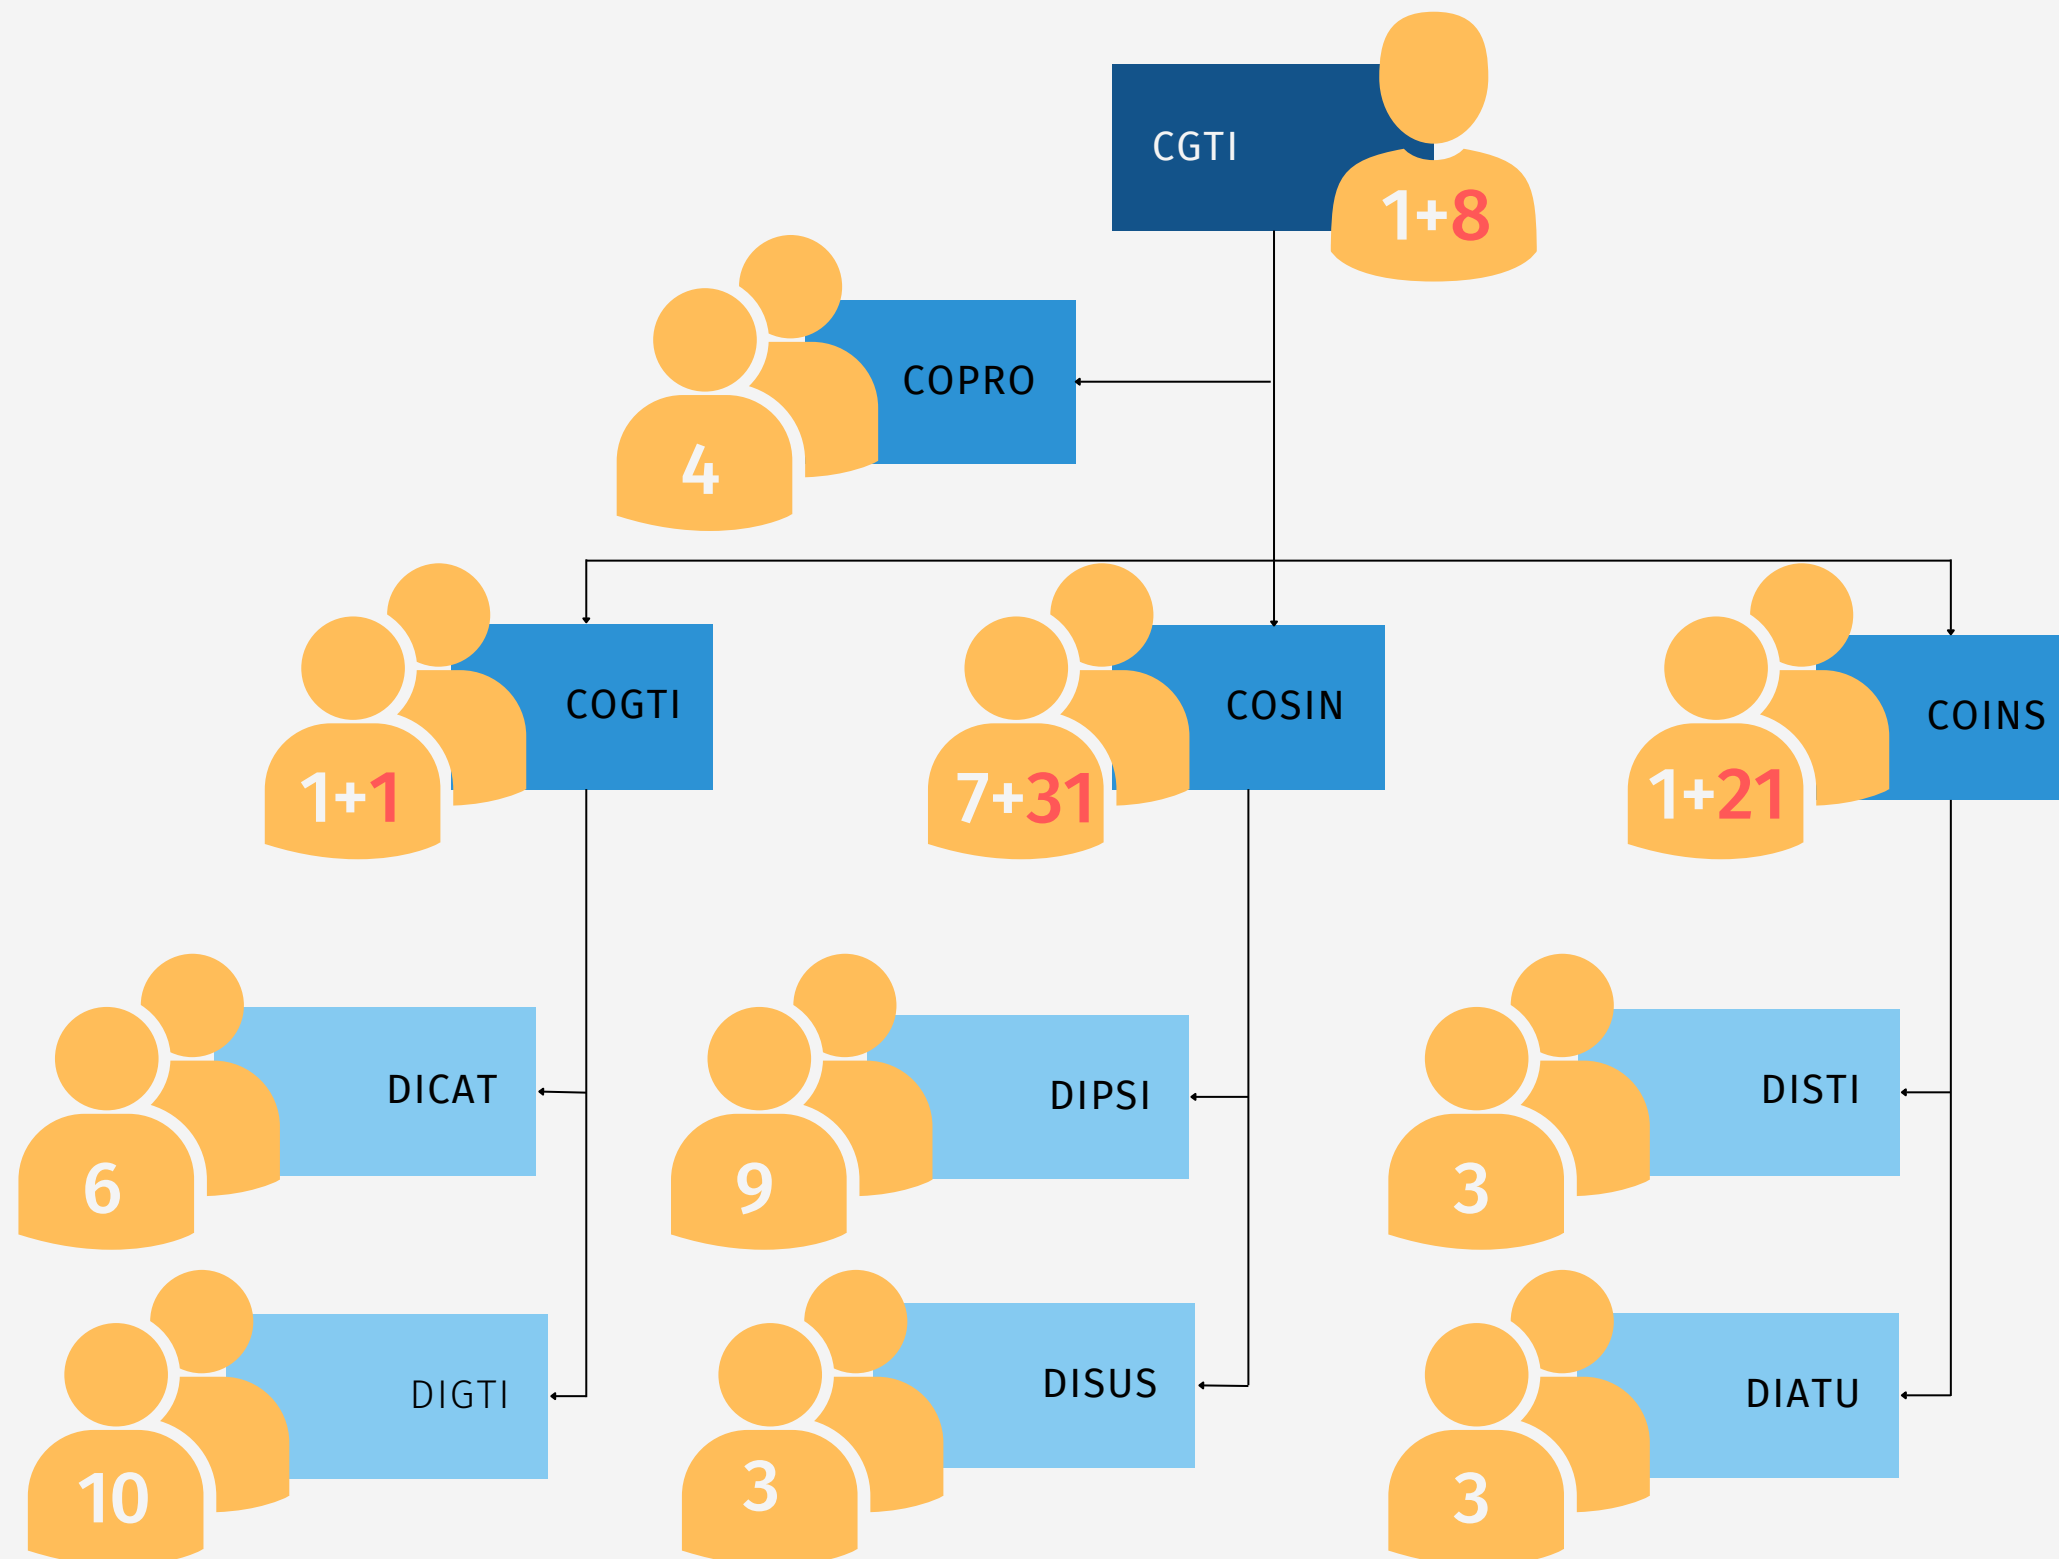 CGTI
1+8
COPRO
4
COGTI
1+1
COSIN
7+31
COINS
1+21
DICAT
6
DIPSI
9
DISTI
3
DIGTI
10
DISUS
3
DIATU
3